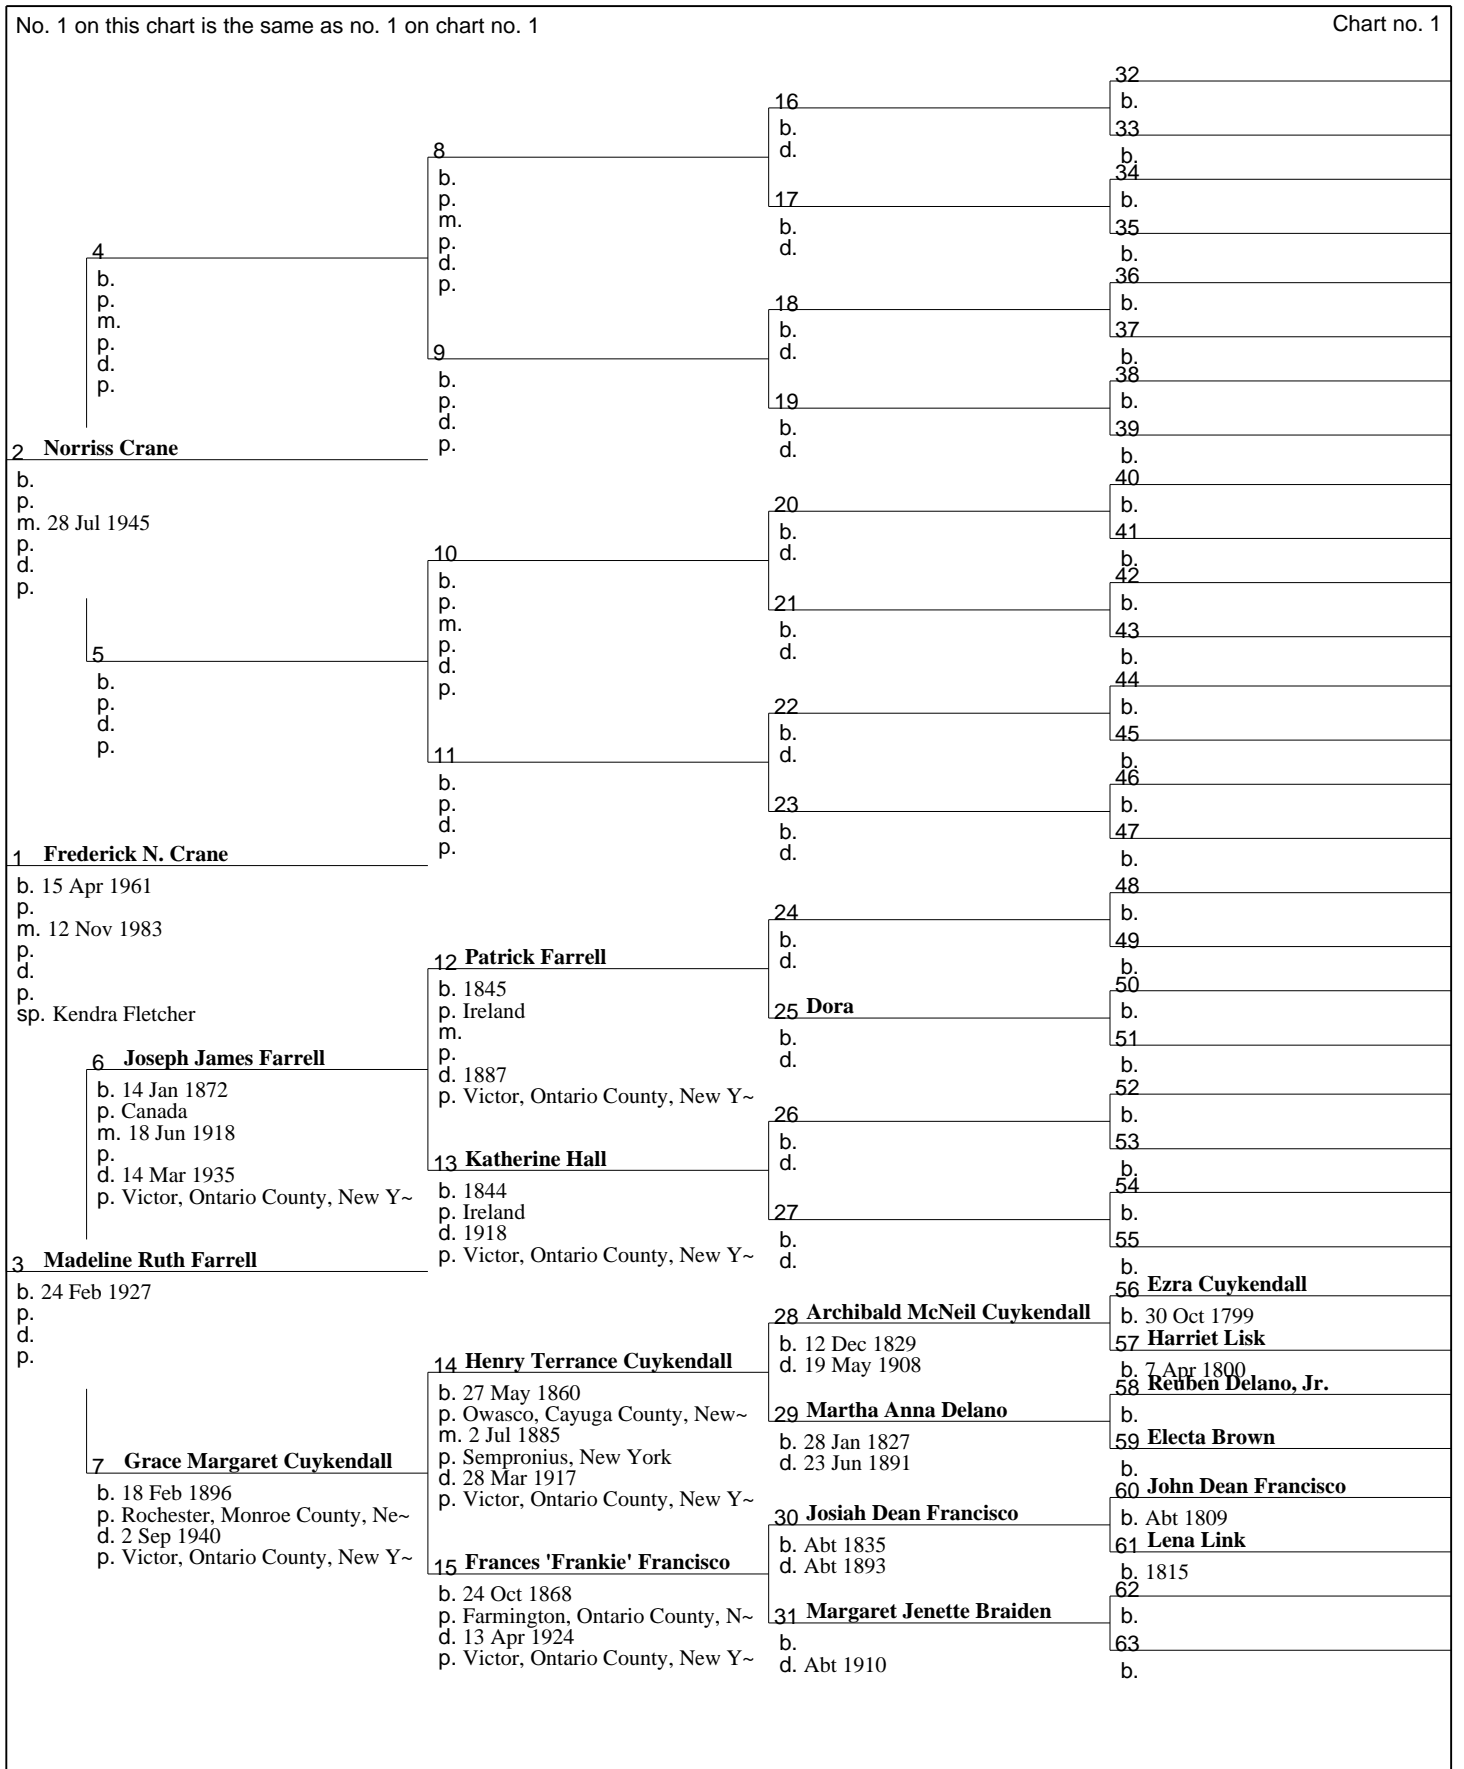 No. 1 on this chart is the same as no. 1 on chart no. 1
Chart no. 1
2 Norriss Crane
b.
p.
m. 28 Jul 1945
p.
d.
p.
1 Frederick N. Crane
b. 15 Apr 1961
p.
m. 12 Nov 1983
p.
d.
p.
sp. Kendra Fletcher
3 Madeline Ruth Farrell
b. 24 Feb 1927
p.
d.
p.
4
b.
p.
m.
p.
d.
p.
5
b.
p.
d.
p.
6 Joseph James Farrell
b. 14 Jan 1872
p. Canada
m. 18 Jun 1918
p.
d. 14 Mar 1935
p. Victor, Ontario County, New Y~
7 Grace Margaret Cuykendall
b. 18 Feb 1896
p. Rochester, Monroe County, Ne~
d. 2 Sep 1940
p. Victor, Ontario County, New Y~
8
b.
p.
m.
p.
d.
p.
9
b.
p.
d.
p.
10
b.
p.
m.
p.
d.
p.
11
b.
p.
d.
p.
12 Patrick Farrell
b. 1845
p. Ireland
m.
p.
d. 1887
p. Victor, Ontario County, New Y~
13 Katherine Hall
b. 1844
p. Ireland
d. 1918
p. Victor, Ontario County, New Y~
14 Henry Terrance Cuykendall
b. 27 May 1860
p. Owasco, Cayuga County, New~
m. 2 Jul 1885
p. Sempronius, New York
d. 28 Mar 1917
p. Victor, Ontario County, New Y~
15 Frances 'Frankie' Francisco
b. 24 Oct 1868
p. Farmington, Ontario County, N~
d. 13 Apr 1924
p. Victor, Ontario County, New Y~
16
b.
d.
17
b.
d.
18
b.
d.
19
b.
d.
20
b.
d.
21
b.
d.
22
b.
d.
23
b.
d.
24
b.
d.
25 Dora
b.
d.
26
b.
d.
27
b.
d.
28 Archibald McNeil Cuykendall
b. 12 Dec 1829
d. 19 May 1908
29 Martha Anna Delano
b. 28 Jan 1827
d. 23 Jun 1891
30 Josiah Dean Francisco
b. Abt 1835
d. Abt 1893
31 Margaret Jenette Braiden
b.
d. Abt 1910
32
b.
33
b.
34
b.
35
b.
36
b.
37
b.
38
b.
39
b.
40
b.
41
b.
42
b.
43
b.
44
b.
45
b.
46
b.
47
b.
48
b.
49
b.
50
b.
51
b.
52
b.
53
b.
54
b.
55
b.
56 Ezra Cuykendall
b. 30 Oct 1799
57 Harriet Lisk
b. 7 Apr 1800
58 Reuben Delano, Jr.
b.
59 Electa Brown
b.
60 John Dean Francisco
b. Abt 1809
61 Lena Link
b. 1815
62
b.
63
b.